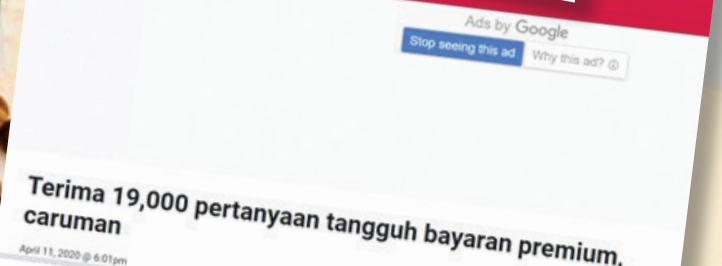 Ads by Google
Stop seeing this ad
Why this ad?
Terima 19,000 pertanyaan tangguh bayaran premium,
caruman
April 11, 2020 @ 6:01pm